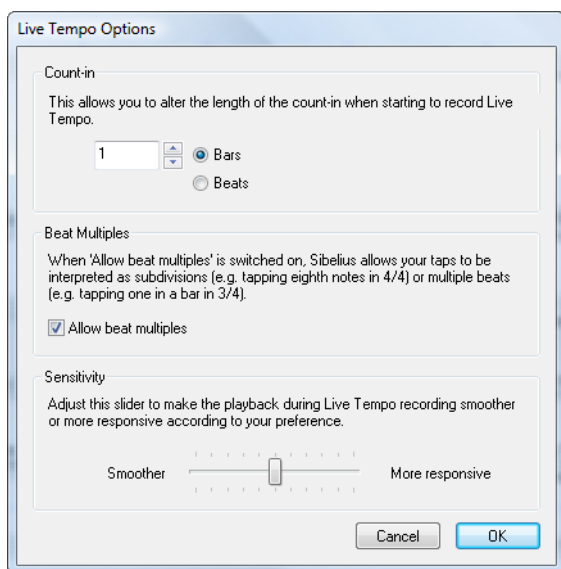 Live Tempo Options
Count-in
This allows you to alter the length of the count-in when starting to record Live
Tempo.
1
Bars
Beats
Beat Multiples
When 'Allow beat multiples' is switched on, Sibelius allows your taps to be
interpreted as subdivisions (e.g. tapping eighth notes in 4/4) or multiple beats
(e.g. tapping one in a bar in 3/4).
Allow beat multiples
Sensitivity
Adjust this slider to make the playback during Live Tempo recording smoother
or more responsive according to your preference.
Smoother More responsive
Cancel OK